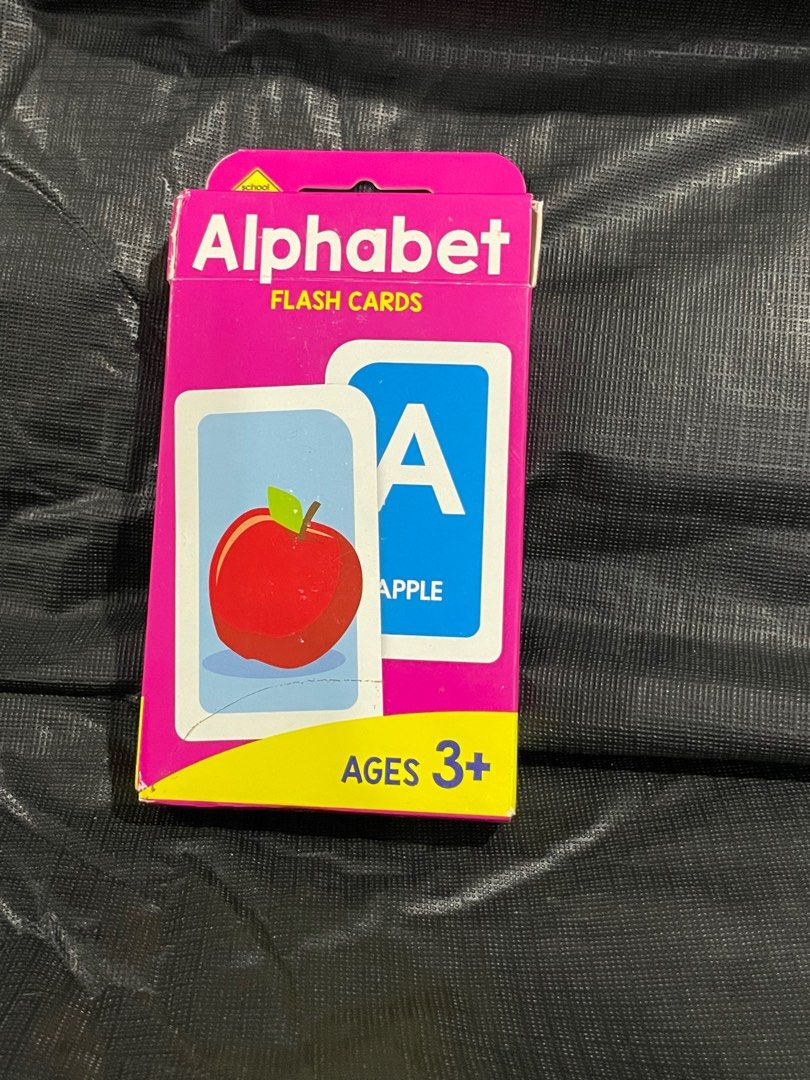 school
Alphabet
FLASH CARDS
A
APPLE
AGES 3+